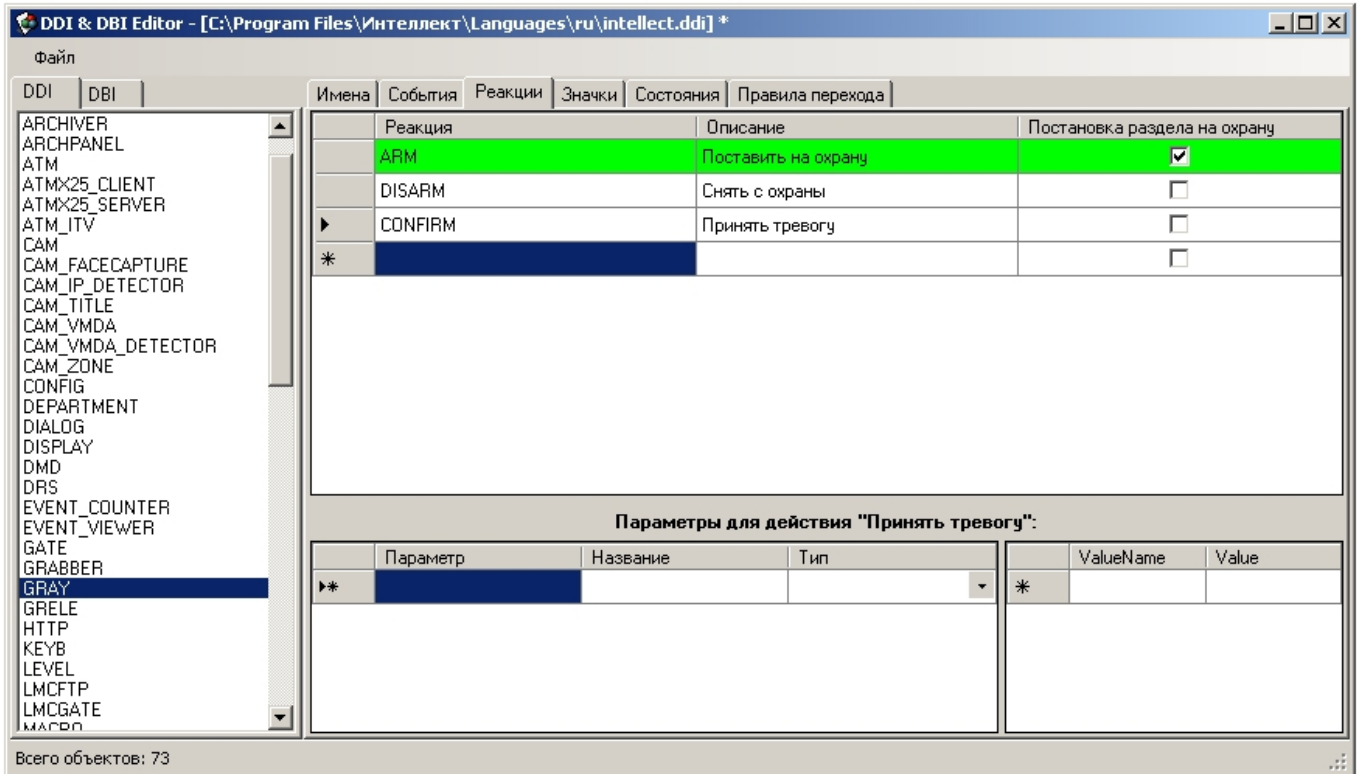 DDI & DBI Editor - [C:\Program Files\Интеллект\Languages\ru\intellect.ddi] *
Файл
DDI DBI
Имена События Реакции Значки Состояния Правила перехода
ARCHIVER
ARCHPANEL
ATM
ATMX25_CLIENT
ATMX25_SERVER
ATM_ITV
CAM
CAM_FACECAPTURE
CAM_IP_DETECTOR
CAM_TITLE
CAM_VMDA
CAM_VMDA_DETECTOR
CAM_ZONE
CONFIG
DEPARTMENT
DIALOG
DISPLAY
DMD
DRS
EVENT_COUNTER
EVENT_VIEWER
GATE
GRABBER
GRAY
GRELE
HTTP
KEYB
LEVEL
LMCFTP
LMCGATE
MACRO
Реакция Описание Постановка раздела на охрану
ARM Поставить на охрану
DISARM Снять с охраны
CONFIRM Принять тревогу
Параметры для действия "Принять тревогу":
Параметр Название Тип
ValueName Value
Всего объектов: 73